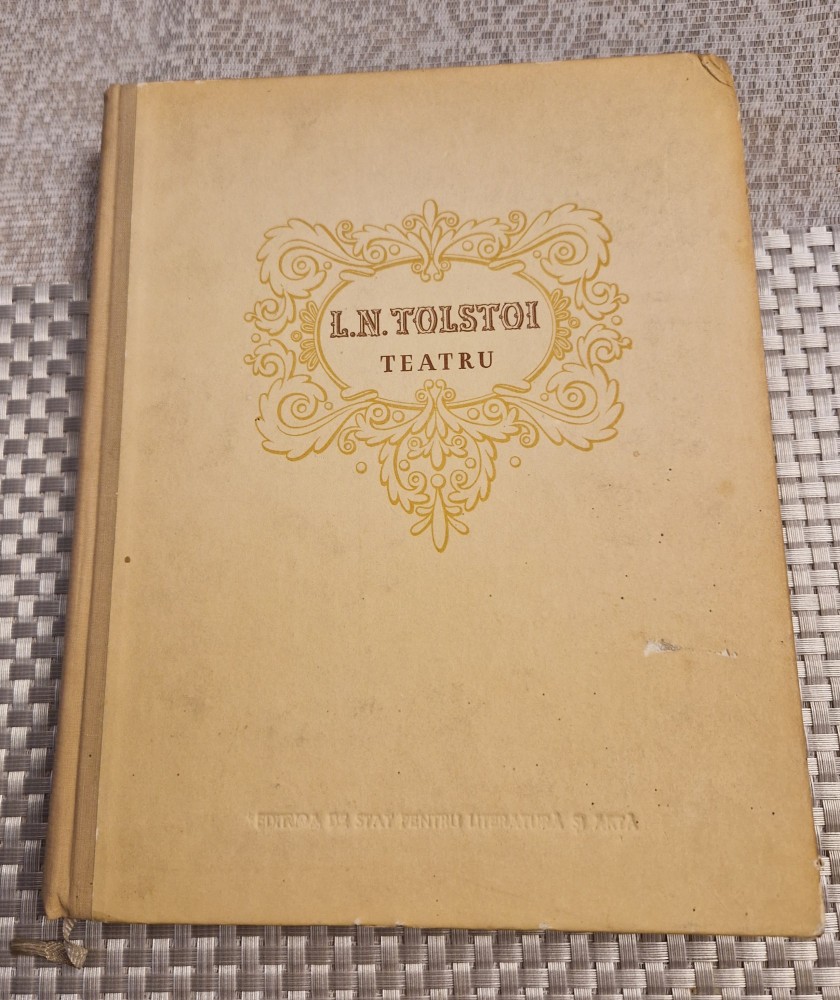 L.N. TOLSTOI
TEATRU
EDITURA DE STAT PENTRU LITERATURĂ ȘI ARTĂ